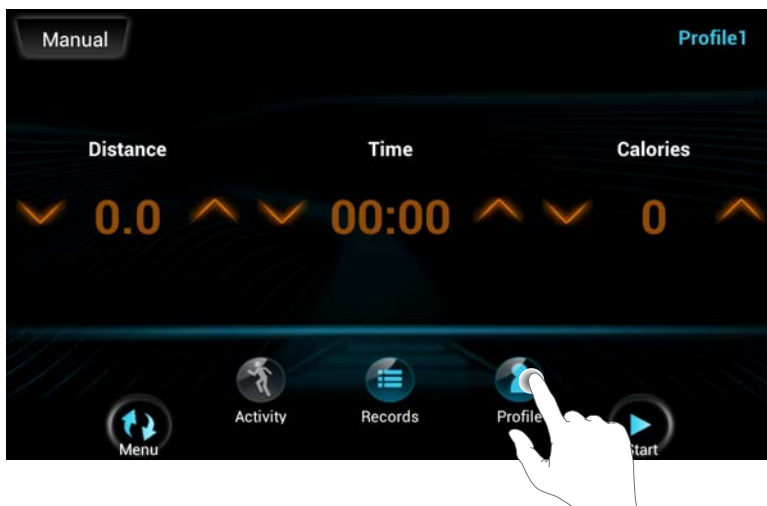 Manual
Profile1
Distance
Time
Calories
0.0
00:00
0
Activity
Records
Profile
Menu
Start